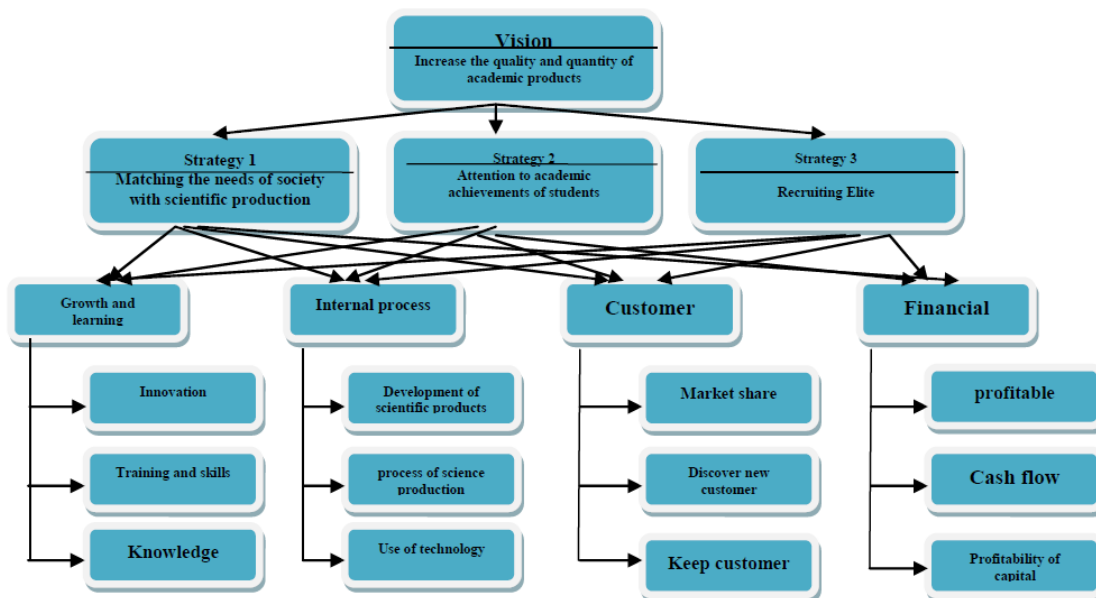 Vision
Increase the quality and quantity of
academic products
Strategy 1
Matching the needs of society
with scientific production
Strategy 2
Attention to academic
achievements of students
Strategy 3
Recruiting Elite
Growth and
learning
Internal process
Customer
Financial
Innovation
Training and skills
Knowledge
Development of
scientific products
process of science
production
Use of technology
Market share
Discover new
customer
Keep customer
profitable
Cash flow
Profitability of
capital